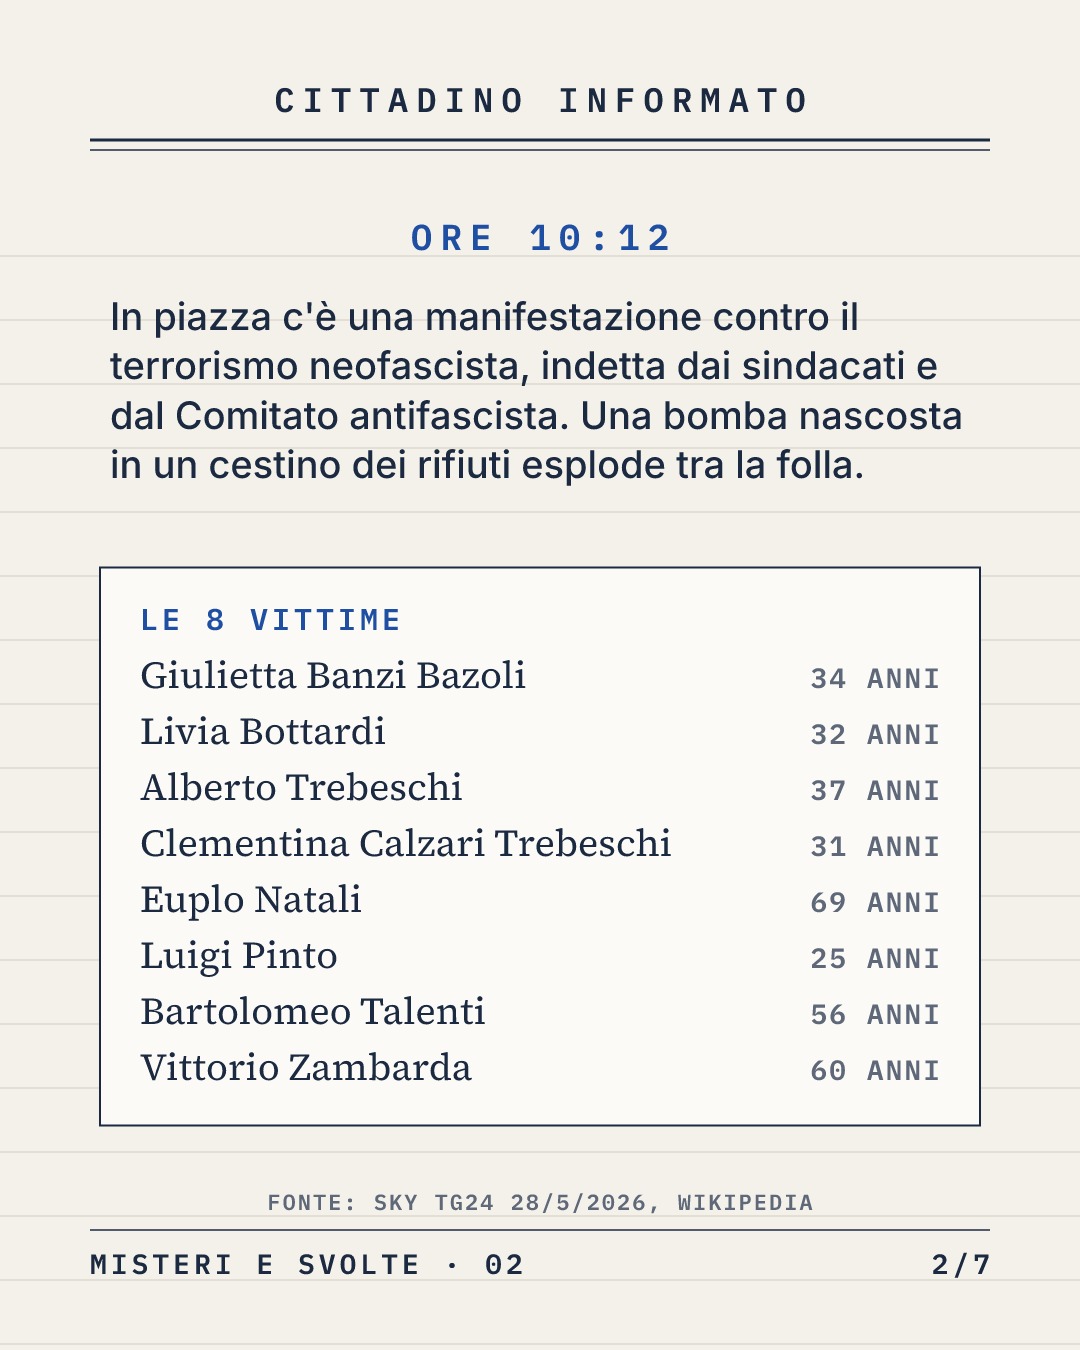 CITTADINO INFORMATO
ORE 10:12
In piazza c'è una manifestazione contro il
terrorismo neofascista, indetta dai sindacati e
dal Comitato antifascista. Una bomba nascosta
in un cestino dei rifiuti esplode tra la folla.
LE 8 VITTIME
Giulietta Banzi Bazoli 34 ANNI
Livia Bottardi 32 ANNI
Alberto Trebeschi 37 ANNI
Clementina Calzari Trebeschi 31 ANNI
Euplo Natali 69 ANNI
Luigi Pinto 25 ANNI
Bartolomeo Talenti 56 ANNI
Vittorio Zambarda 60 ANNI
FONTE: SKY TG24 28/5/2026, WIKIPEDIA
MISTERI E SVOLTE · 02 2/7